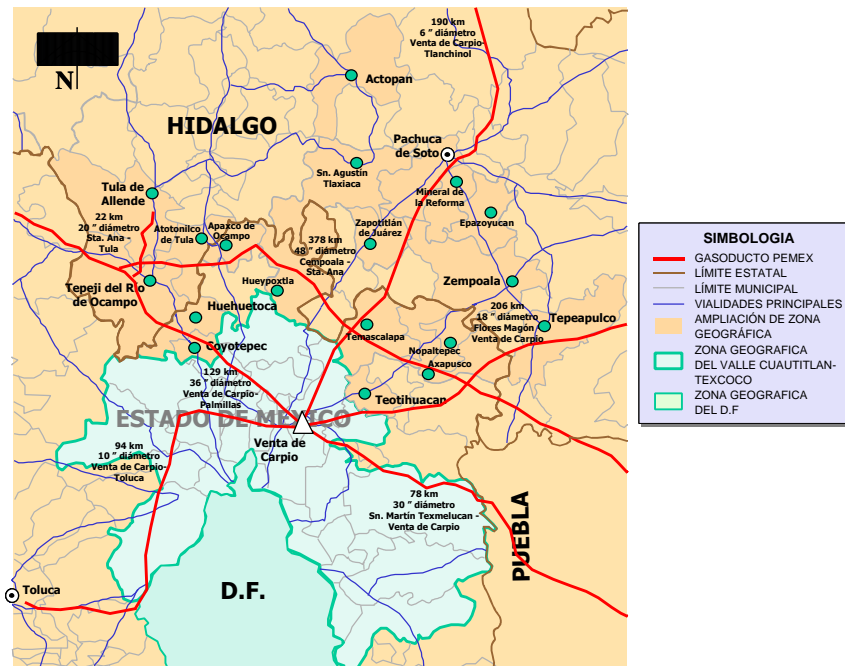 190 km
6 " diámetro
Venta de Carpio-
Tlanchinol
N
Actopan
HIDALGO
Pachuca
de Soto
Sn. Agustín
Tlaxiaca
Mineral de
la Reforma
Tula de
Allende
22 km
20 " diámetro
Sta. Ana -
Tula
Atotonilco
de Tula
Apaxco de
Ocampo
378 km
48 " diámetro
Cempoala -
Sta. Ana
Zapotitlán
de Juárez
Epazoyucan
Tepeji del Río
de Ocampo
Hueypoxtla
Zempoala
Huehuetoca
206 km
18 " diámetro
Flores Magón
Venta de Carpio
Tepeapulco
Temascalapa
Coyotepec
Nopaltepec
Axapusco
129 km
36 " diámetro
Venta de Carpio-
Palmillas
Teotihuacan
ESTADO DE MEXICO
Venta de
Carpio
94 km
10 " diámetro
Venta de Carpio-
Toluca
78 km
30 " diámetro
Sn. Martín Texmelucan -
Venta de Carpio
PUEBLA
Toluca
D.F.
SIMBOLOGIA
GASODUCTO PEMEX
LÍMITE ESTATAL
LÍMITE MUNICIPAL
VIALIDADES PRINCIPALES
AMPLIACIÓN DE ZONA
GEOGRÁFICA
ZONA GEOGRAFICA
DEL VALLE CUAUTITLAN-
TEXCOCO
ZONA GEOGRAFICA
DEL D.F